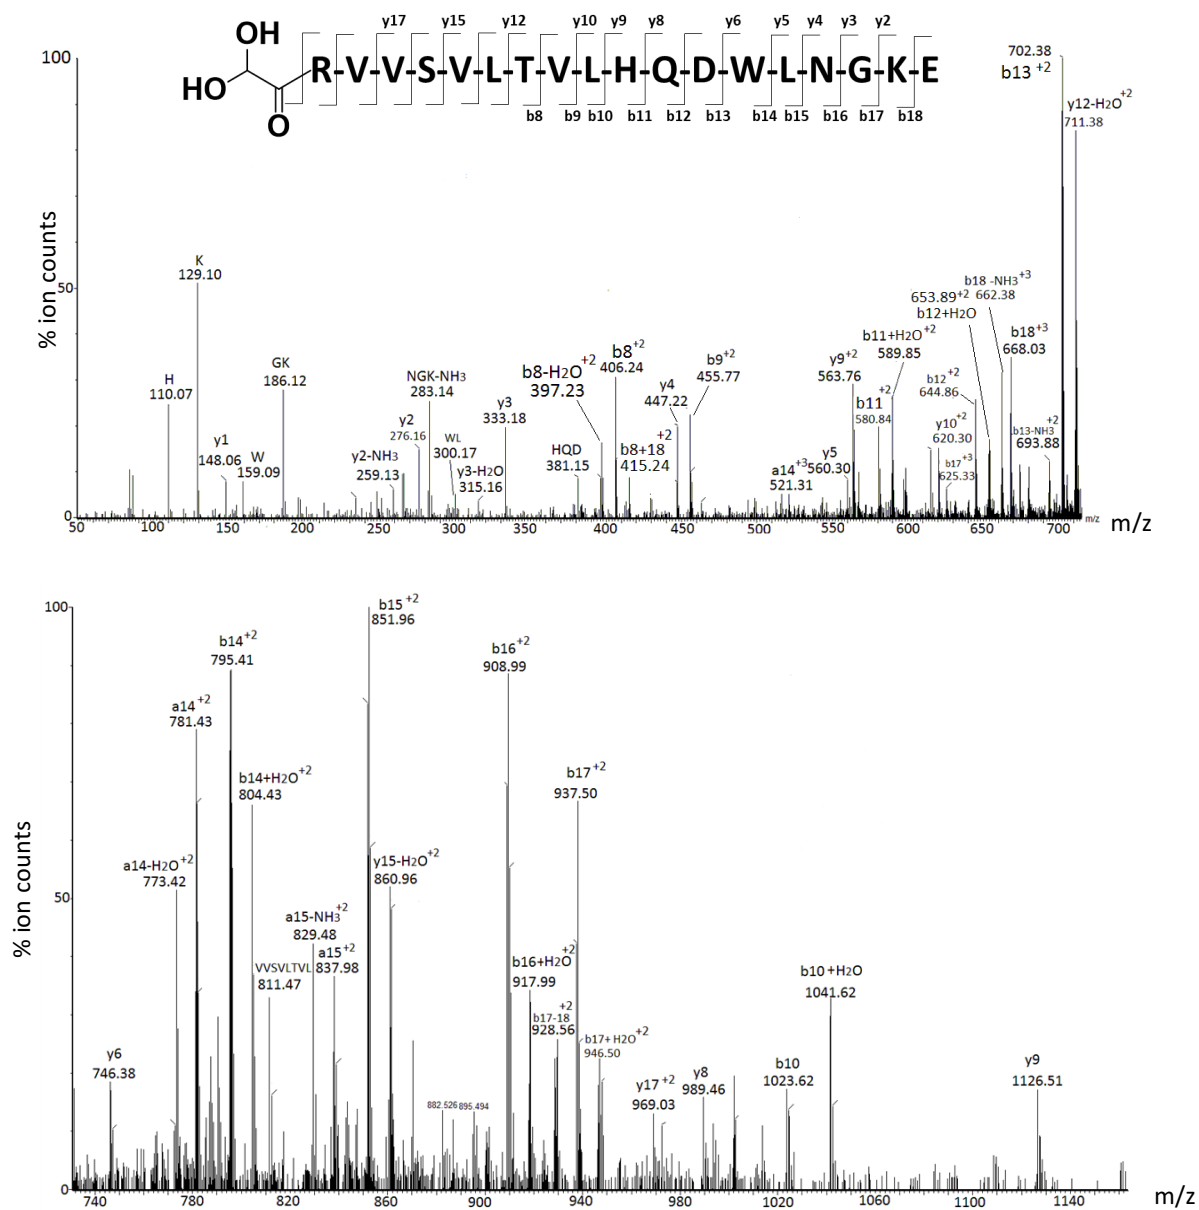 OH
HO
O
y17 y15 y12 y10 y9 y8 y6 y5 y4 y3 y2
R-V-V-S-V-L-T-V-L-H-Q-D-W-L-N-G-K-E
b8 b9 b10 b11 b12 b13 b14 b15 b16 b17 b18
% ion counts
100
50
0
702.38
b13 +2
y12-H2O +2
711.38
K
129.10
H
110.07
GK
186.12
y1
148.06
W
159.09
NGK-NH3
283.14
y2
276.16
y2-NH3
259.13
WL
300.17
y3
333.18
y3-H2O
315.16
b8-H2O +2
397.23
b8 +2
406.24
HQD
381.15
b8+18 +2
415.24
y4
447.22
b9 +2
455.77
a14 +3
521.31
y5
560.30
y9 +2
563.76
b11 +2
580.84
b11+H2O +2
589.85
b12 +2
644.86
y10 +2
620.30
b17 +3
625.33
653.89 +2
b12+H2O
b18 -NH3 +3
662.38
b18 +3
668.03
b13-NH3 +2
693.88
50 100 150 200 250 300 350 400 450 500 550 600 650 700
m/z
m/z
% ion counts
100
50
0
b15 +2
851.96
b14 +2
795.41
a14 +2
781.43
b14+H2O +2
804.43
a14-H2O +2
773.42
y6
746.38
VVSVLTVL
811.47
a15-NH3 +2
829.48
a15 +2
837.98
y15-H2O +2
860.96
882.526
895.494
b16 +2
908.99
b16+H2O +2
917.99
b17-18 +2
928.56
b17 +2
937.50
b17+ H2O +2
946.50
y17 +2
969.03
y8
989.46
b10
1023.62
b10 +H2O
1041.62
y9
1126.51
740 780 820 860 900 940 980 1020 1060 1100 1140
m/z